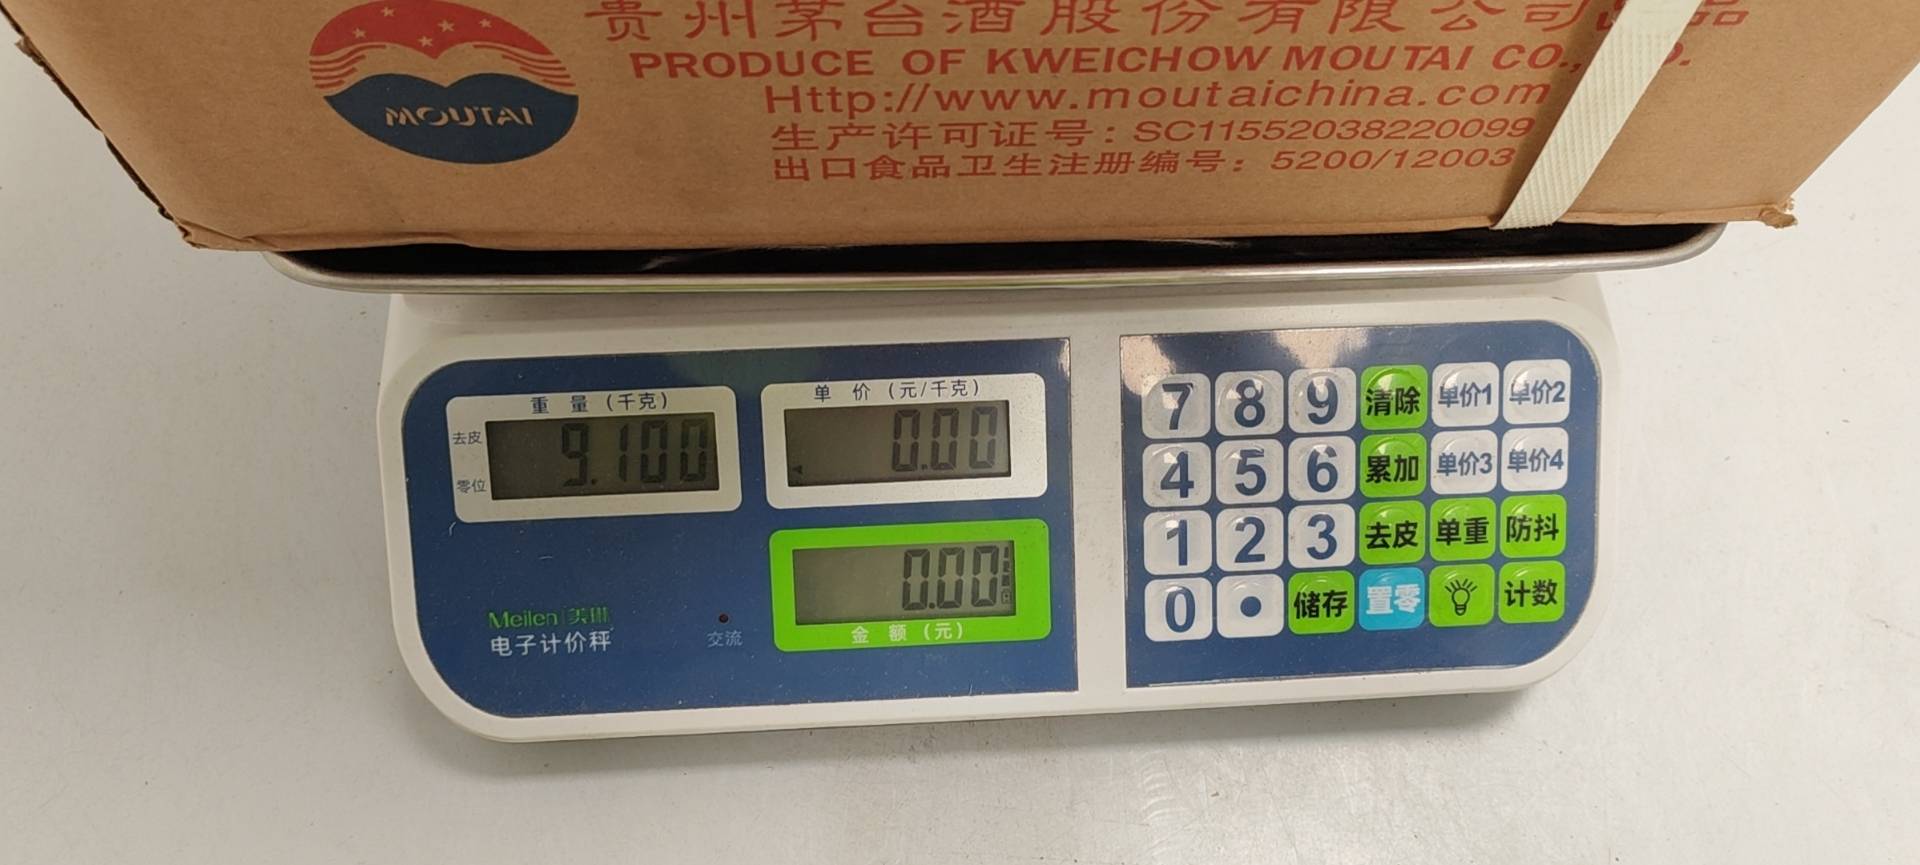 贵州茅台酒股份有限公司出品
PRODUCE OF KWEICHOW MOUTAI CO.,
Http://www.moutaichina.com
MOUTAI
生产许可证号: SC11552038220099
出口食品卫生注册编号: 5200/12003
重 量 (千克)
去皮
零位
9.100
单 价 (元/千克)
0.00
0.00
金 额 (元)
Meilen 美琳
电子计价秤
交流
7 8 9 清除 单价1 单价2
4 5 6 累加 单价3 单价4
1 2 3 去皮 单重 防抖
0 • 储存 置零 计数